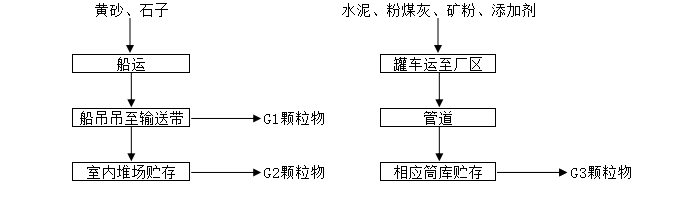 黄砂、石子
水泥、粉煤灰、矿粉、添加剂
船运
罐车运至厂区
船吊吊至输送带
G1颗粒物
管道
室内堆场贮存
G2颗粒物
相应筒库贮存
G3颗粒物